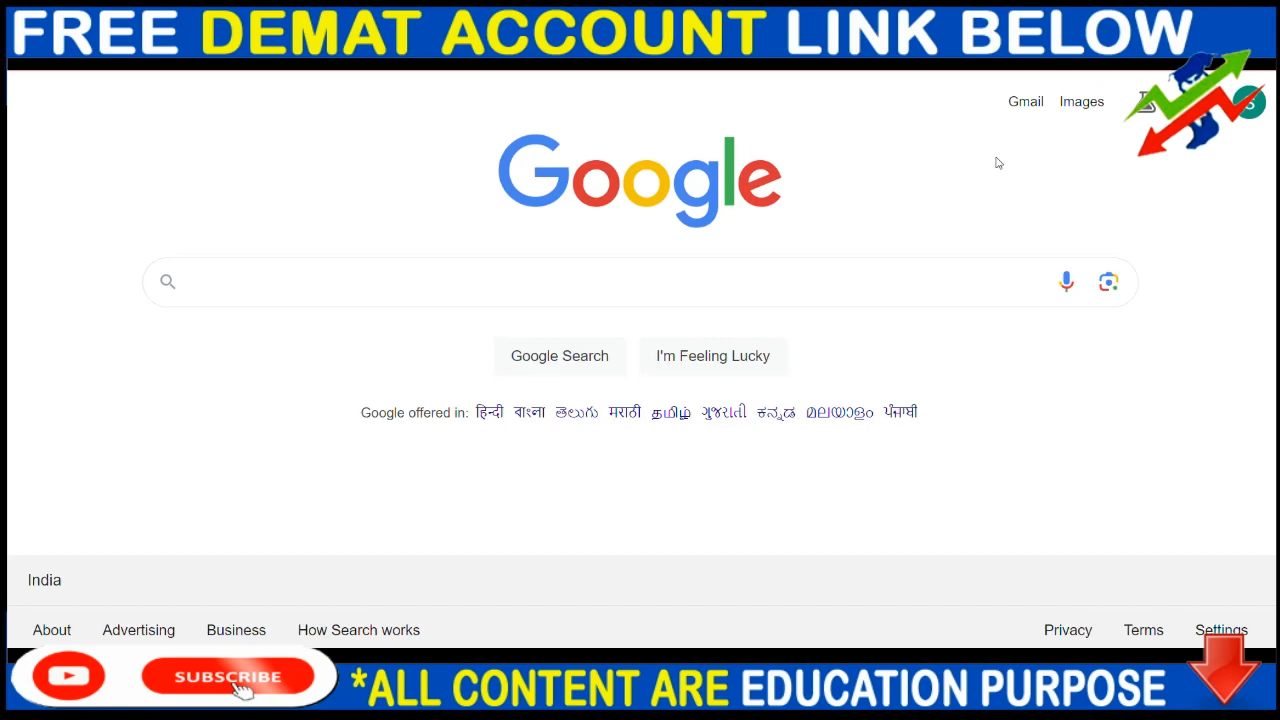 FREE DEMAT ACCOUNT LINK BELOW
Gmail Images
Google
Google Search I'm Feeling Lucky
Google offered in: हिन्दी বাংলা తెలుగు मराठी தமிழ் ગુજરાતી ಕನ್ನಡ മലയാളം ਪੰਜਾਬੀ
India
About Advertising Business How Search works Privacy Terms Settings
SUBSCRIBE
*ALL CONTENT ARE EDUCATION PURPOSE